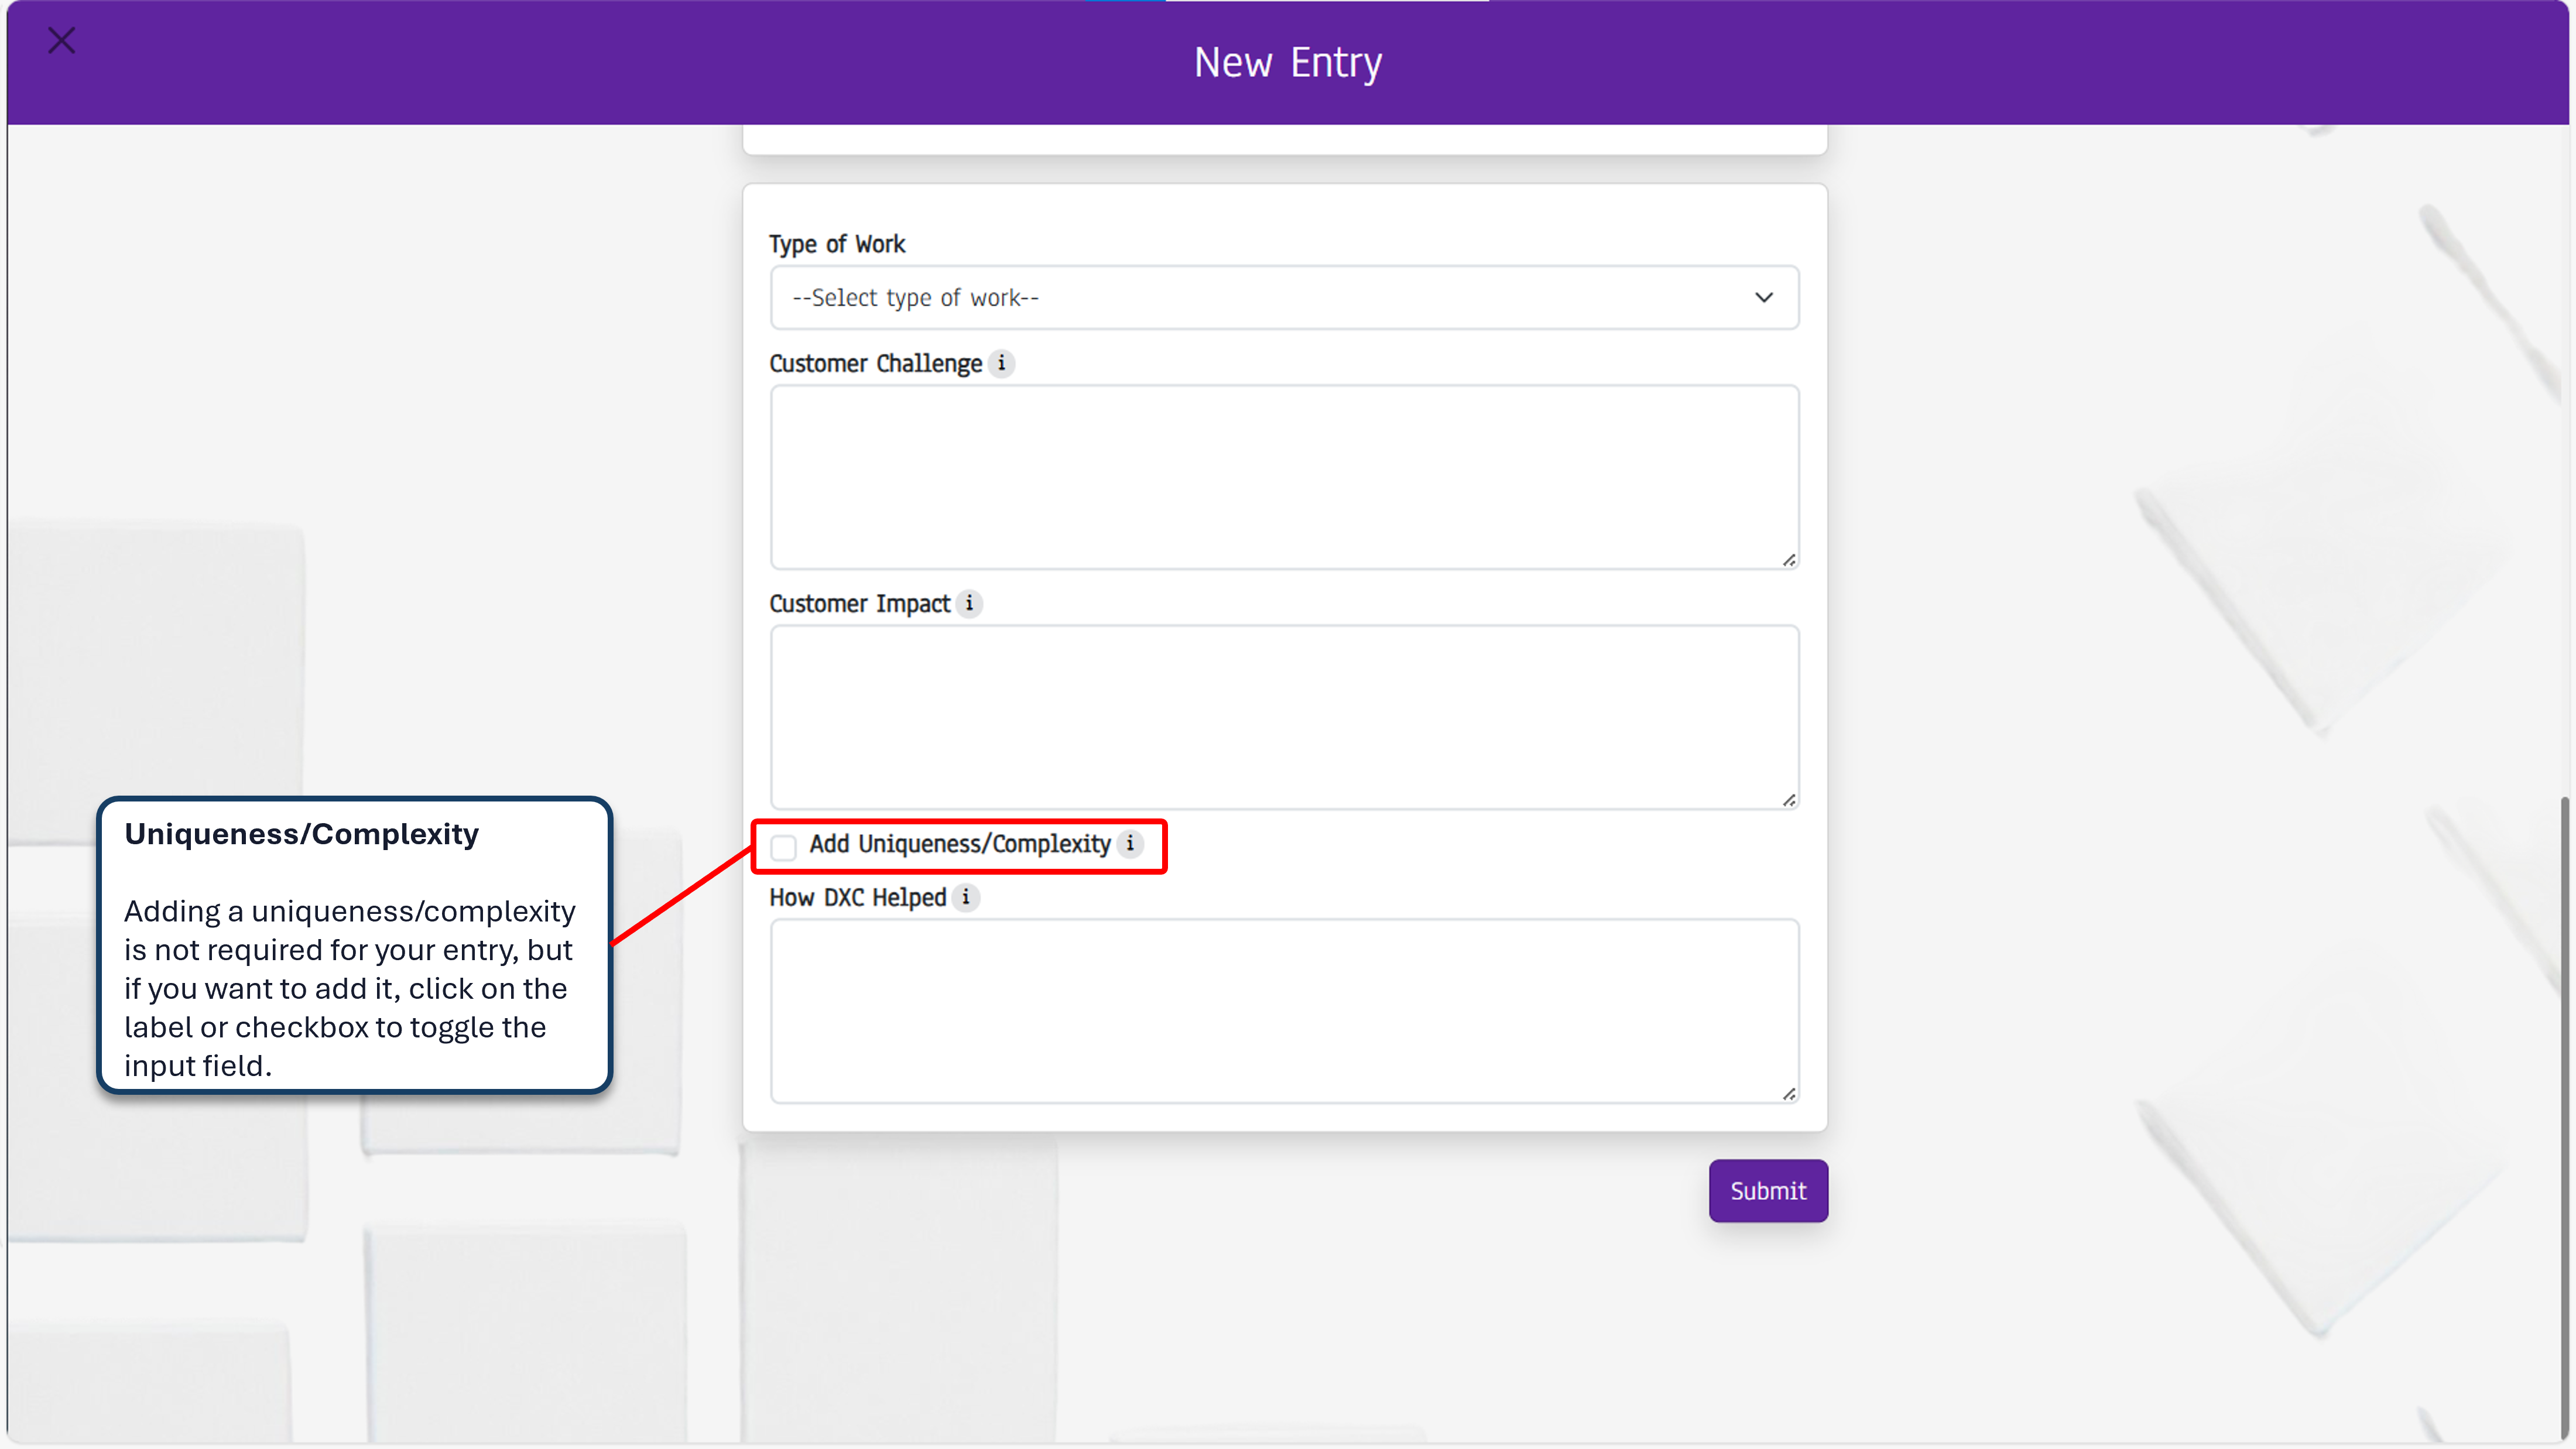 New Entry
Type of Work
--Select type of work--
Customer Challenge i
Customer Impact i
Add Uniqueness/Complexity i
How DXC Helped i
Submit
Uniqueness/Complexity
Adding a uniqueness/complexity
is not required for your entry, but
if you want to add it, click on the
label or checkbox to toggle the
input field.